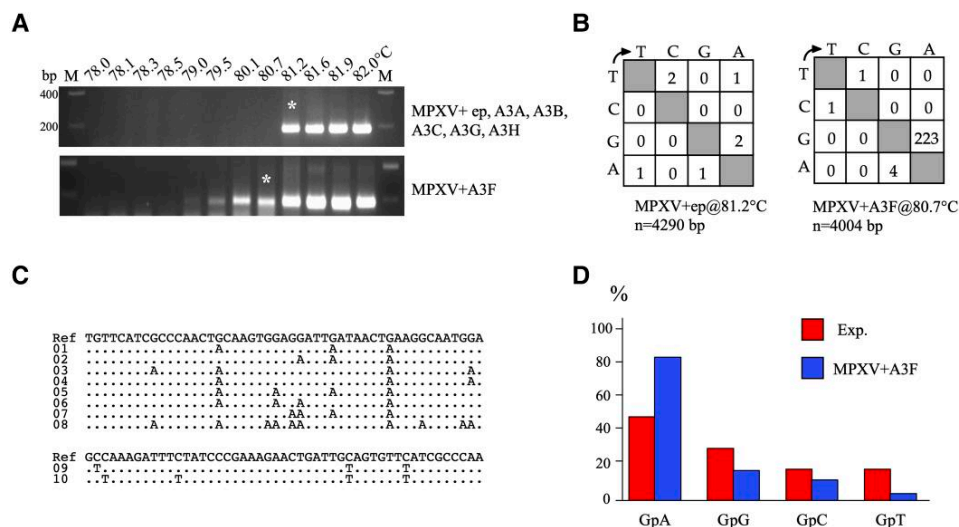 A
bp M 78.0 78.1 78.3 78.5 79.0 79.5 80.1 80.7 81.2 81.6 81.9 82.0°C M
400
200
*
MPXV+ ep, A3A, A3B,
A3C, A3G, A3H
*
MPXV+A3F
B
T C G A
T 2 0 1
C 0 0 0
G 0 0 2
A 1 0 1
MPXV+ep@81.2°C
n=4290 bp
T C G A
T 1 0 0
C 1 0 0
G 0 0 223
A 0 0 4
MPXV+A3F@80.7°C
n=4004 bp
C
Ref TGTTCATCGCCCAACTGCAAGTGGAGGATTGATAACTGAAGGCAATGGA
01 ................A.............A......A...........
02 ..........................A...A......A...........
03 ........A.......A....................A.........A.
04 ................A....................A.........A.
05 ................A......A......A......A...........
06 ................A......A..A..........A...........
07 .........................AA...A......A...........
08 ........A.......A.....AA.AA..........A...A....AA.
Ref GCCAAAGATTTCTATCCCGAAAGAACTGATTGCAGTGTTCATCGCCCAA
09 .T..............................T......T.........
10 ..T........T.....................................
D
%
100
80
60
40
20
0
GpA GpG GpC GpT
Exp.
MPXV+A3F